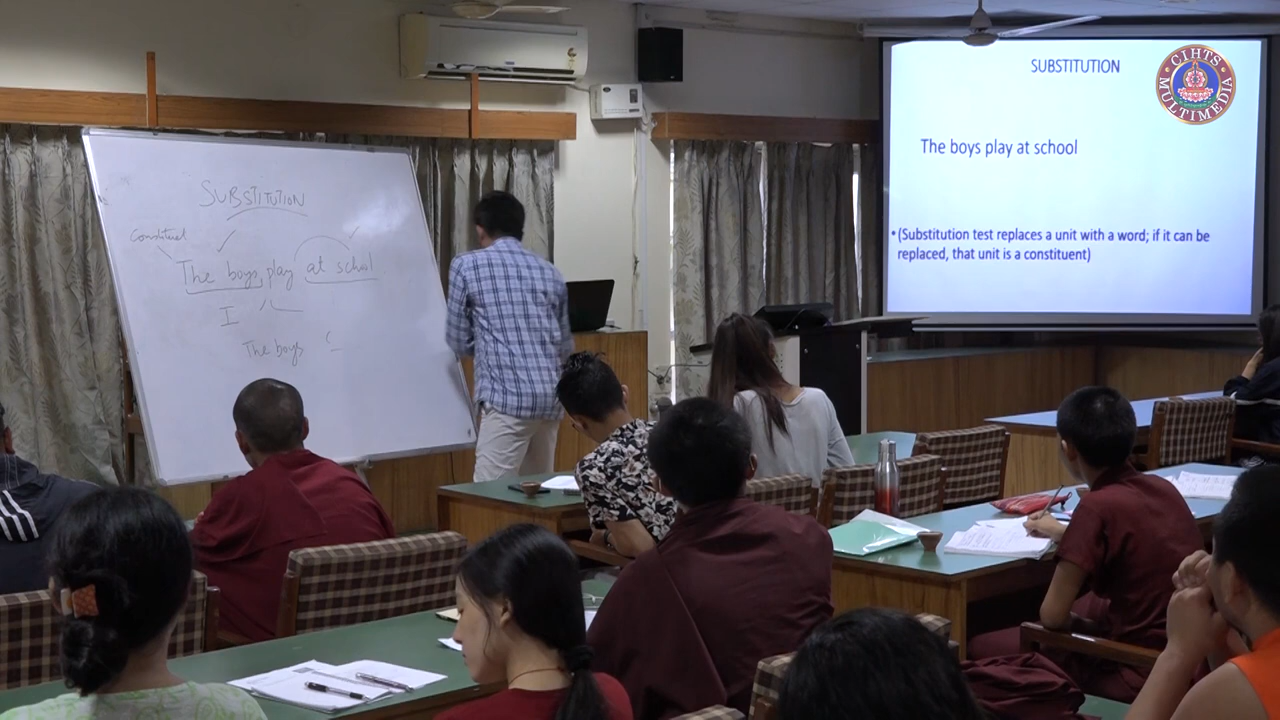 SUBSTITUTION
The boys play at school
I
The boys
SUBSTITUTION
The boys play at school
• (Substitution test replaces a unit with a word; if it can be
replaced, that unit is a constituent)
CIHTS
MULTIMEDIA